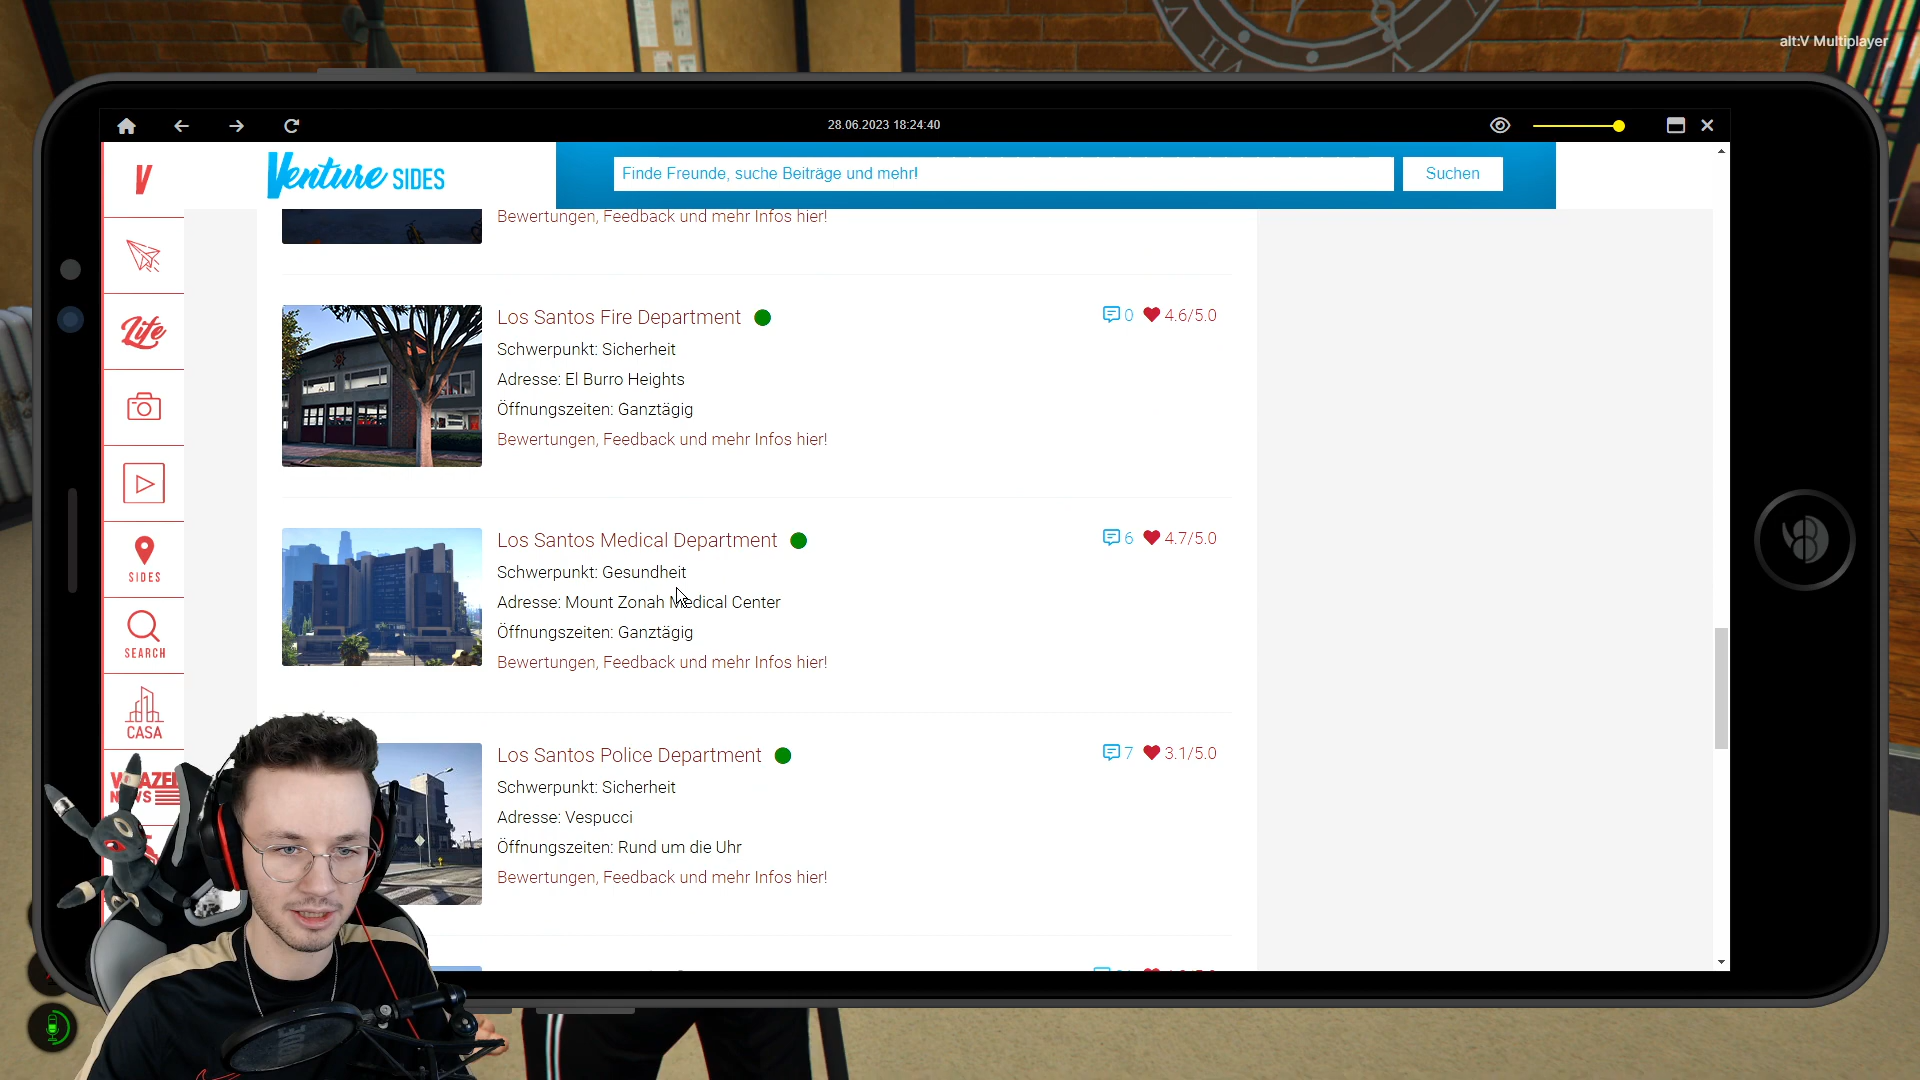 alt:V Multiplayer
28.06.2023 18:24:40
V
Venture SIDES
Finde Freunde, suche Beiträge und mehr!
Suchen
Bewertungen, Feedback und mehr Infos hier!
Life
Los Santos Fire Department
0
4.6/5.0
Schwerpunkt: Sicherheit
Adresse: El Burro Heights
Öffnungszeiten: Ganztägig
Bewertungen, Feedback und mehr Infos hier!
SIDES
Los Santos Medical Department
6
4.7/5.0
Schwerpunkt: Gesundheit
Adresse: Mount Zonah Medical Center
Öffnungszeiten: Ganztägig
Bewertungen, Feedback und mehr Infos hier!
SEARCH
CASA
Los Santos Police Department
7
3.1/5.0
Schwerpunkt: Sicherheit
Adresse: Vespucci
Öffnungszeiten: Rund um die Uhr
Bewertungen, Feedback und mehr Infos hier!